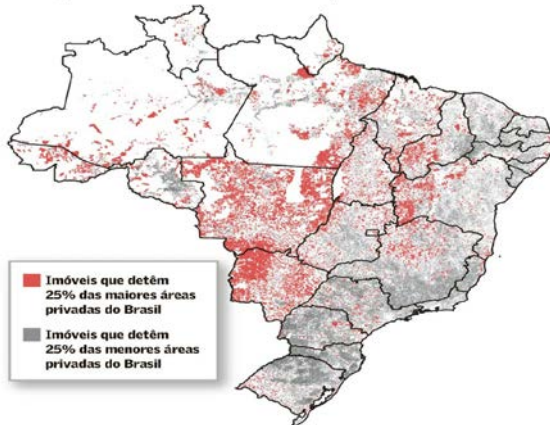 Imóveis que detêm
25% das maiores áreas
privadas do Brasil
Imóveis que detêm
25% das menores áreas
privadas do Brasil